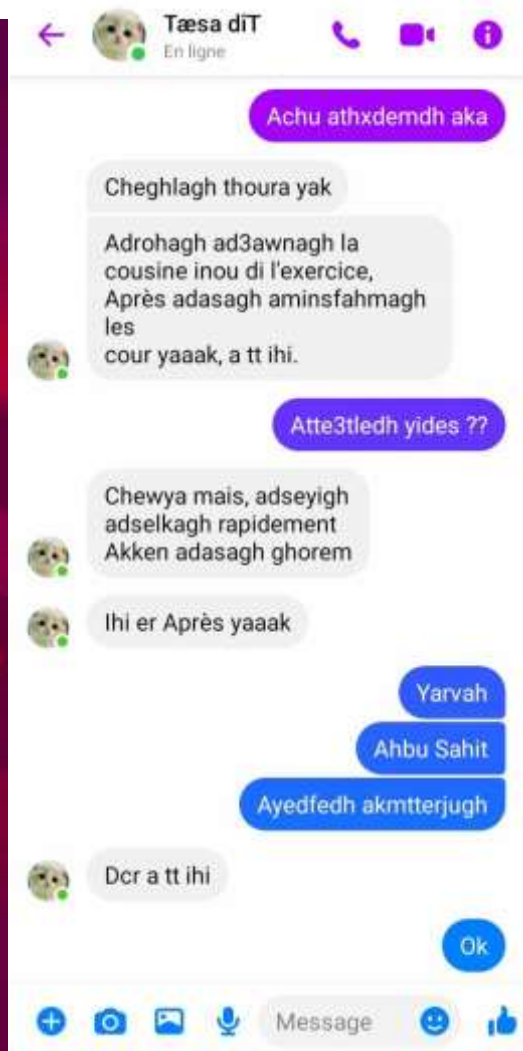 Tæsa dīT
En ligne
Achu athxdemdh aka
Cheghlagh thoura yak
Adrohagh ad3awnagh la
cousine inou di l'exercice,
Après adasagh aminsfahmagh
les
cour yaaak, a tt ihi.
Atte3tledh yides ??
Chewya mais, adseyigh
adselkagh rapidement
Akken adasagh ghorem
Ihi er Après yaaak
Yarvah
Ahbu Sahit
Ayedfedh akmtterjugh
Dcr a tt ihi
Ok
Message